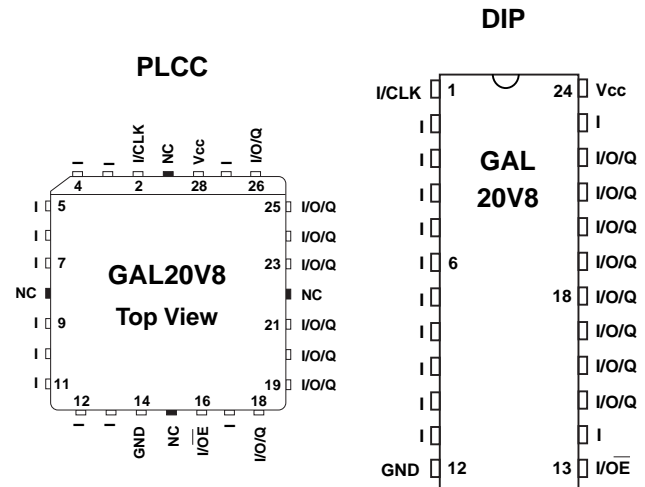 PLCC
I I I/CLK NC Vcc I I/O/Q
4 2 28 26
I 5 25 I/O/Q
I I/O/Q
I 7 23 I/O/Q
NC NC
I 9 21 I/O/Q
I I/O/Q
I 11 19 I/O/Q
GAL20V8
Top View
12 14 16 18
I I GND NC I/OE I I/O/Q
DIP
I/CLK 1 24 Vcc
I I
I I/O/Q
I I/O/Q
I I/O/Q
I 6 I/O/Q
I 18 I/O/Q
I I/O/Q
I I/O/Q
I I/O/Q
I I
GND 12 13 I/OE
GAL
20V8